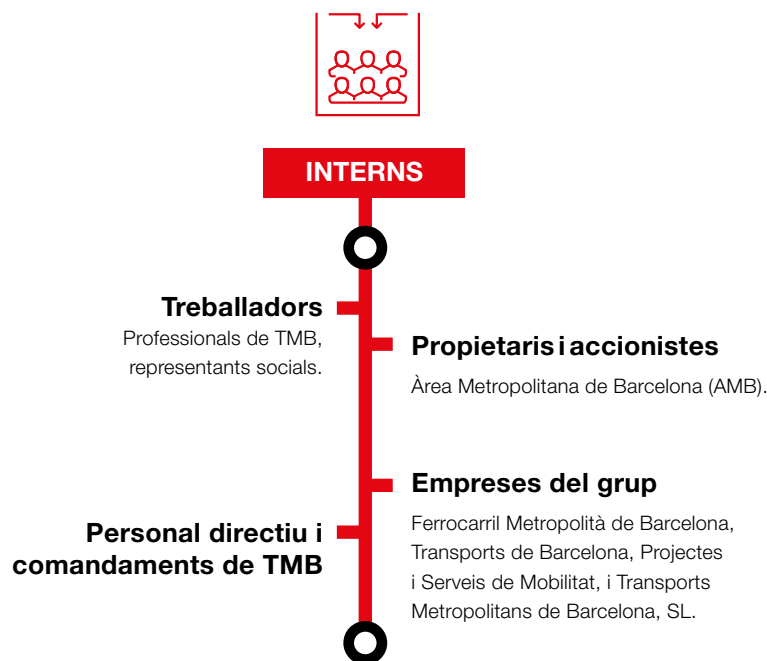 INTERNS
Treballadors
Professionals de TMB,
representants socials.
Propietaris i accionistes
Àrea Metropolitana de Barcelona (AMB).
Empreses del grup
Ferrocarril Metropolità de Barcelona,
Transports de Barcelona, Projectes
i Serveis de Mobilitat, i Transports
Metropolitans de Barcelona, SL.
Personal directiu i
comandaments de TMB